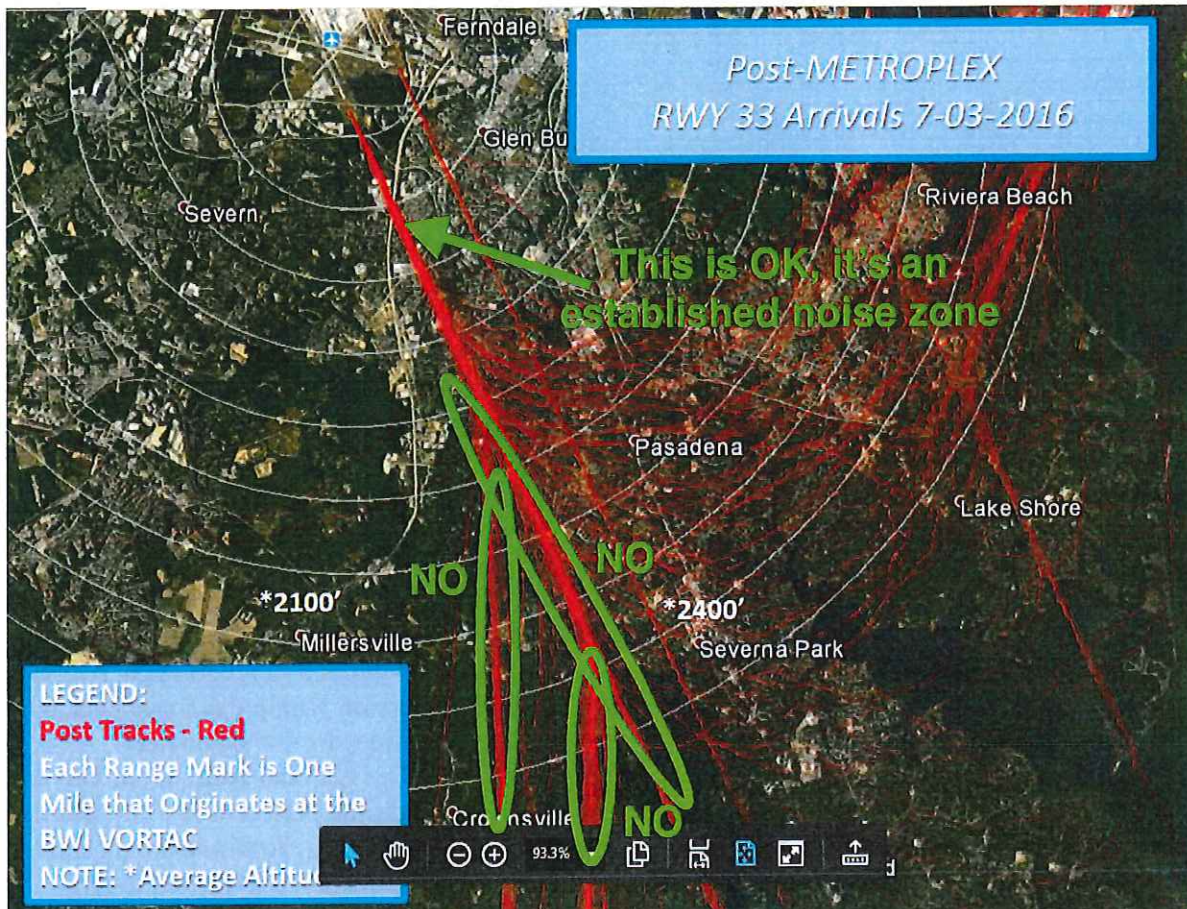 Ferndale
Post-METROPLEX
RWY 33 Arrivals 7-03-2016
Glen Bu
Severn
Riviera Beach
This is OK, it's an
established noise zone
Pasadena
Lake Shore
NO
NO
*2100'
*2400'
Millersville
Severna Park
LEGEND:
Post Tracks - Red
Each Range Mark is One
Mile that Originates at the
BWI VORTAC
NOTE: *Average Altitu
NO
93.3%
d